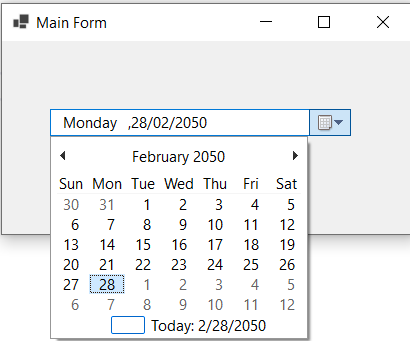 Main Form
Monday ,28/02/2050
February 2050
Sun Mon Tue Wed Thu Fri Sat
30 31 1 2 3 4 5
6 7 8 9 10 11 12
13 14 15 16 17 18 19
20 21 22 23 24 25 26
27 28 1 2 3 4 5
6 7 8 9 10 11 12
Today: 2/28/2050